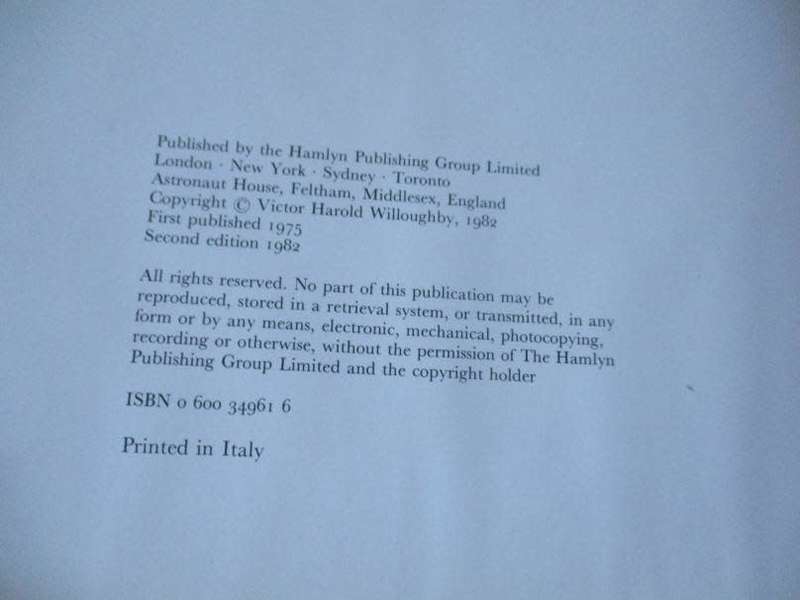 Published by the Hamlyn Publishing Group Limited
London · New York · Sydney · Toronto
Astronaut House, Feltham, Middlesex, England
Copyright © Victor Harold Willoughby, 1982
First published 1975
Second edition 1982
All rights reserved. No part of this publication may be
reproduced, stored in a retrieval system, or transmitted, in any
form or by any means, electronic, mechanical, photocopying,
recording or otherwise, without the permission of The Hamlyn
Publishing Group Limited and the copyright holder
ISBN 0 600 34961 6
Printed in Italy